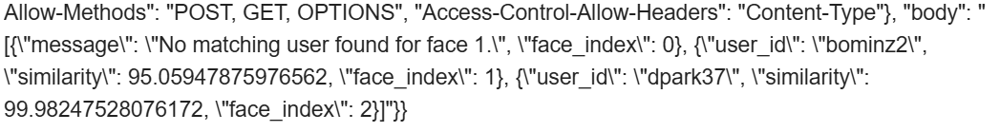 Allow-Methods": "POST, GET, OPTIONS", "Access-Control-Allow-Headers": "Content-Type"}, "body": "
[{\"message\": \"No matching user found for face 1.\", \"face_index\": 0}, {\"user_id\": \"bominz2\",
\"similarity\": 95.05947875976562, \"face_index\": 1}, {\"user_id\": \"dpark37\", \"similarity\":
99.98247528076172, \"face_index\": 2}]"}}